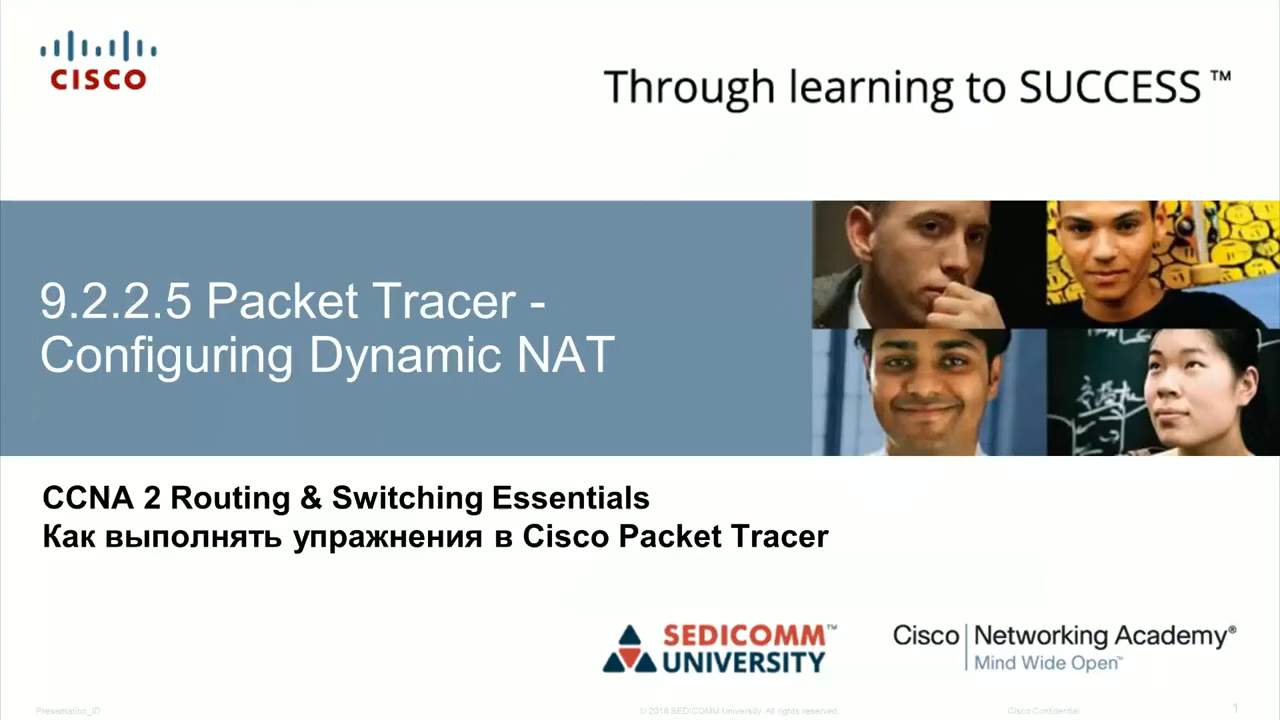 CISCO
Through learning to SUCCESS™
9.2.2.5 Packet Tracer -
Configuring Dynamic NAT
CCNA 2 Routing & Switching Essentials
Как выполнять упражнения в Cisco Packet Tracer
SEDICOMM™
UNIVERSITY
Cisco Networking Academy®
Mind Wide Open™
Presentation_ID
© 2018 SEDICOMM University. All rights reserved.
Cisco Confidential
1